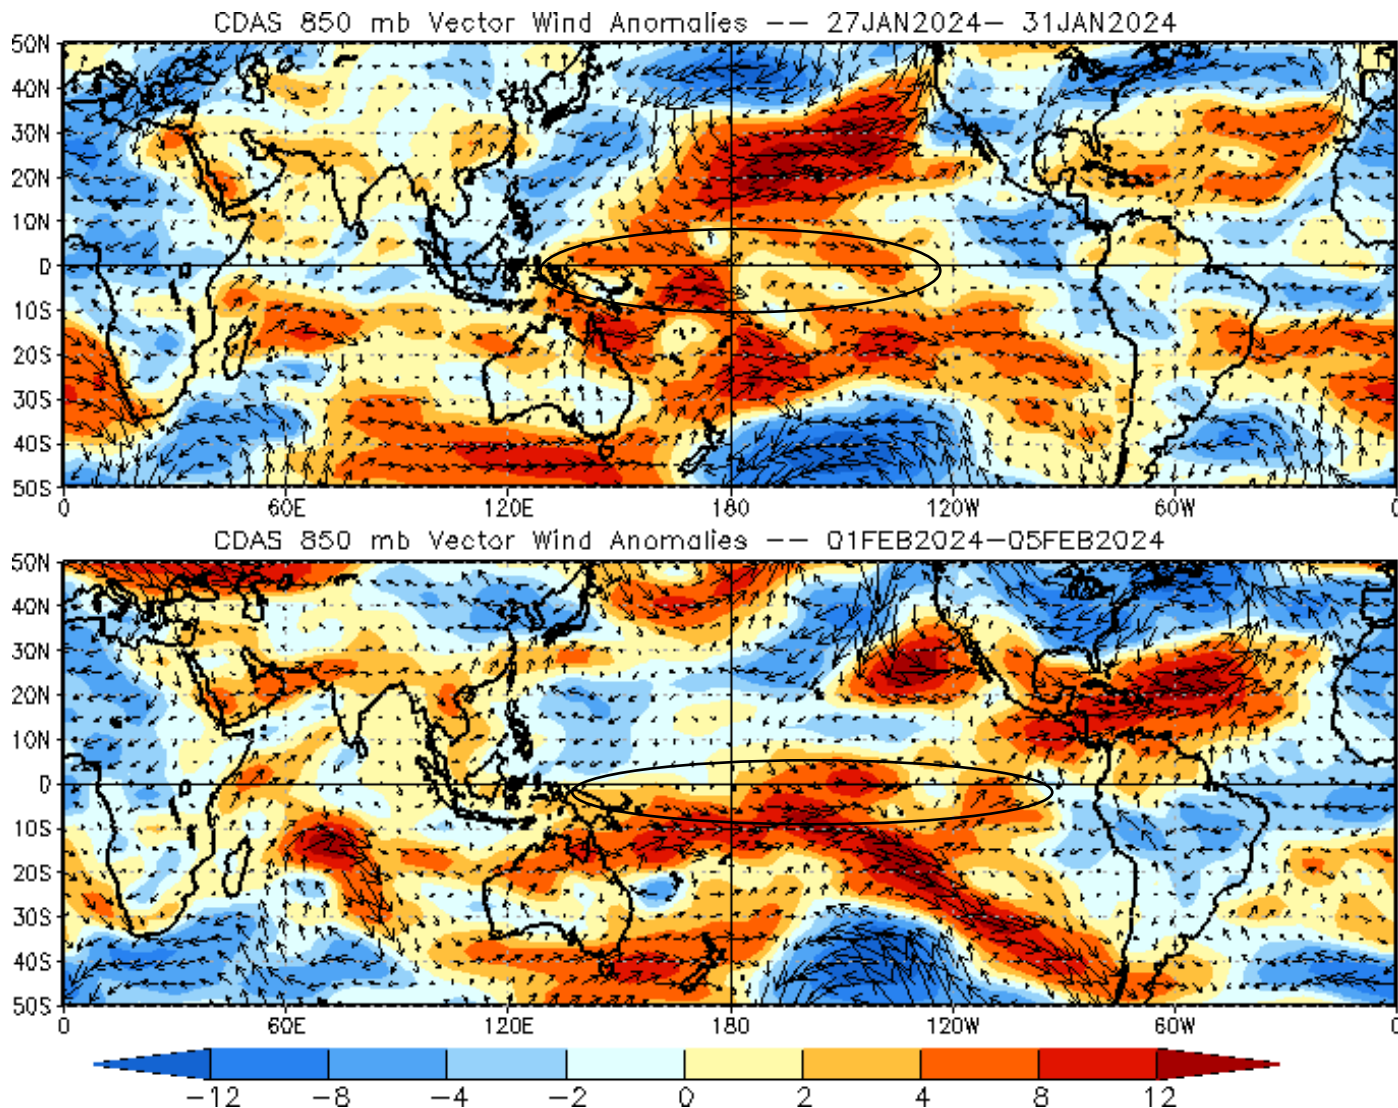 CDAS 850 mb Vector Wind Anomalies -- 27JAN2024- 31JAN2024
50N
40N
30N
20N
10N
0
10S
20S
30S
40S
50S
0 60E 120E 180 120W 60W 0
CDAS 850 mb Vector Wind Anomalies -- 01FEB2024-05FEB2024
50N
40N
30N
20N
10N
0
10S
20S
30S
40S
50S
0 60E 120E 180 120W 60W 0
-12 -8 -4 -2 0 2 4 8 12